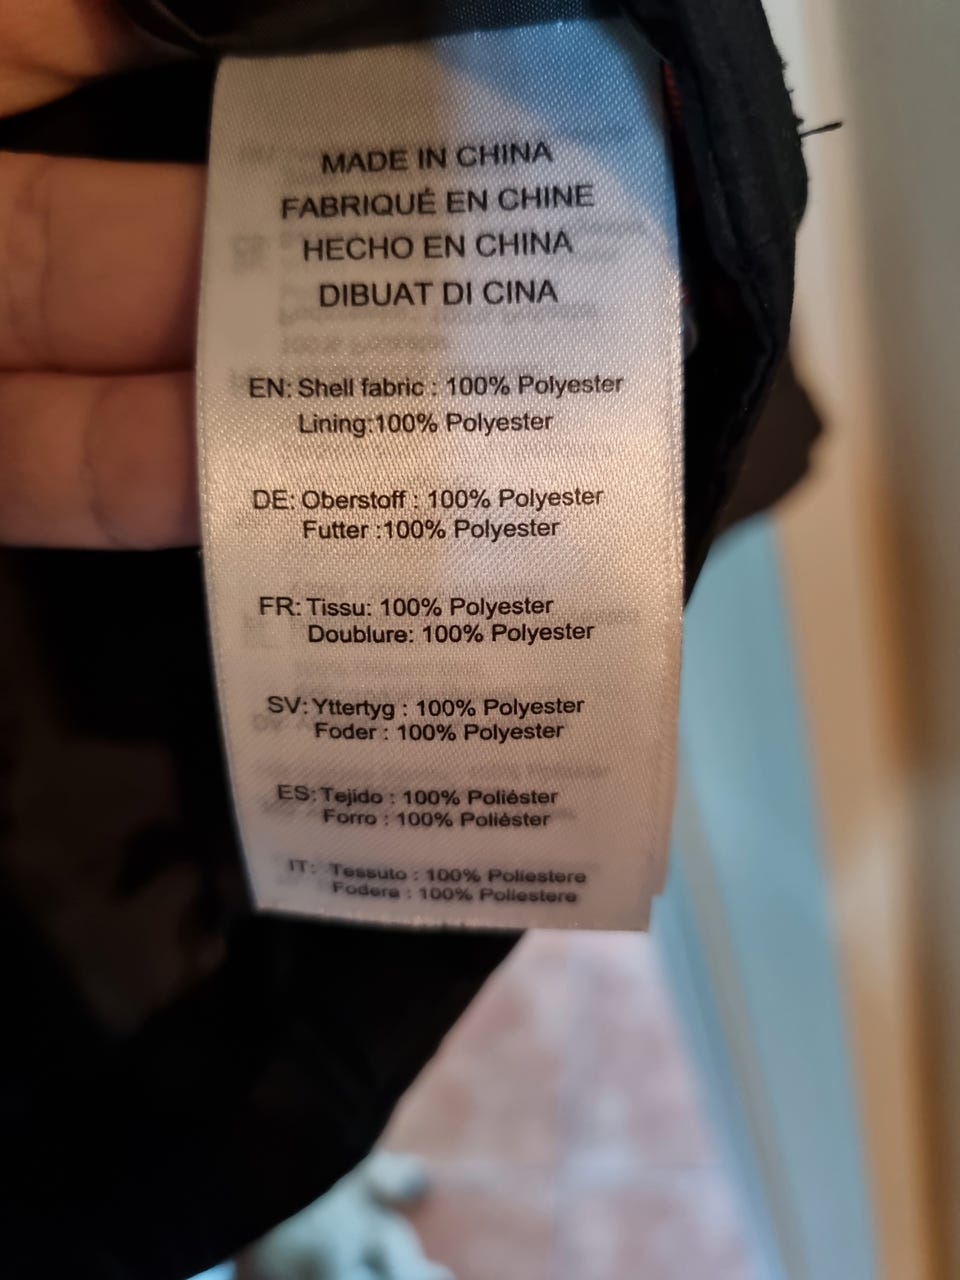 MADE IN CHINA
FABRIQUÉ EN CHINE
HECHO EN CHINA
DIBUAT DI CINA
EN: Shell fabric : 100% Polyester
Lining:100% Polyester
DE: Oberstoff : 100% Polyester
Futter :100% Polyester
FR: Tissu: 100% Polyester
Doublure: 100% Polyester
SV: Yttertyg : 100% Polyester
Foder : 100% Polyester
ES: Tejido : 100% Poliéster
Forro : 100% Poliéster
IT: Tessuto : 100% Poliestere
Fodera : 100% Poliestere